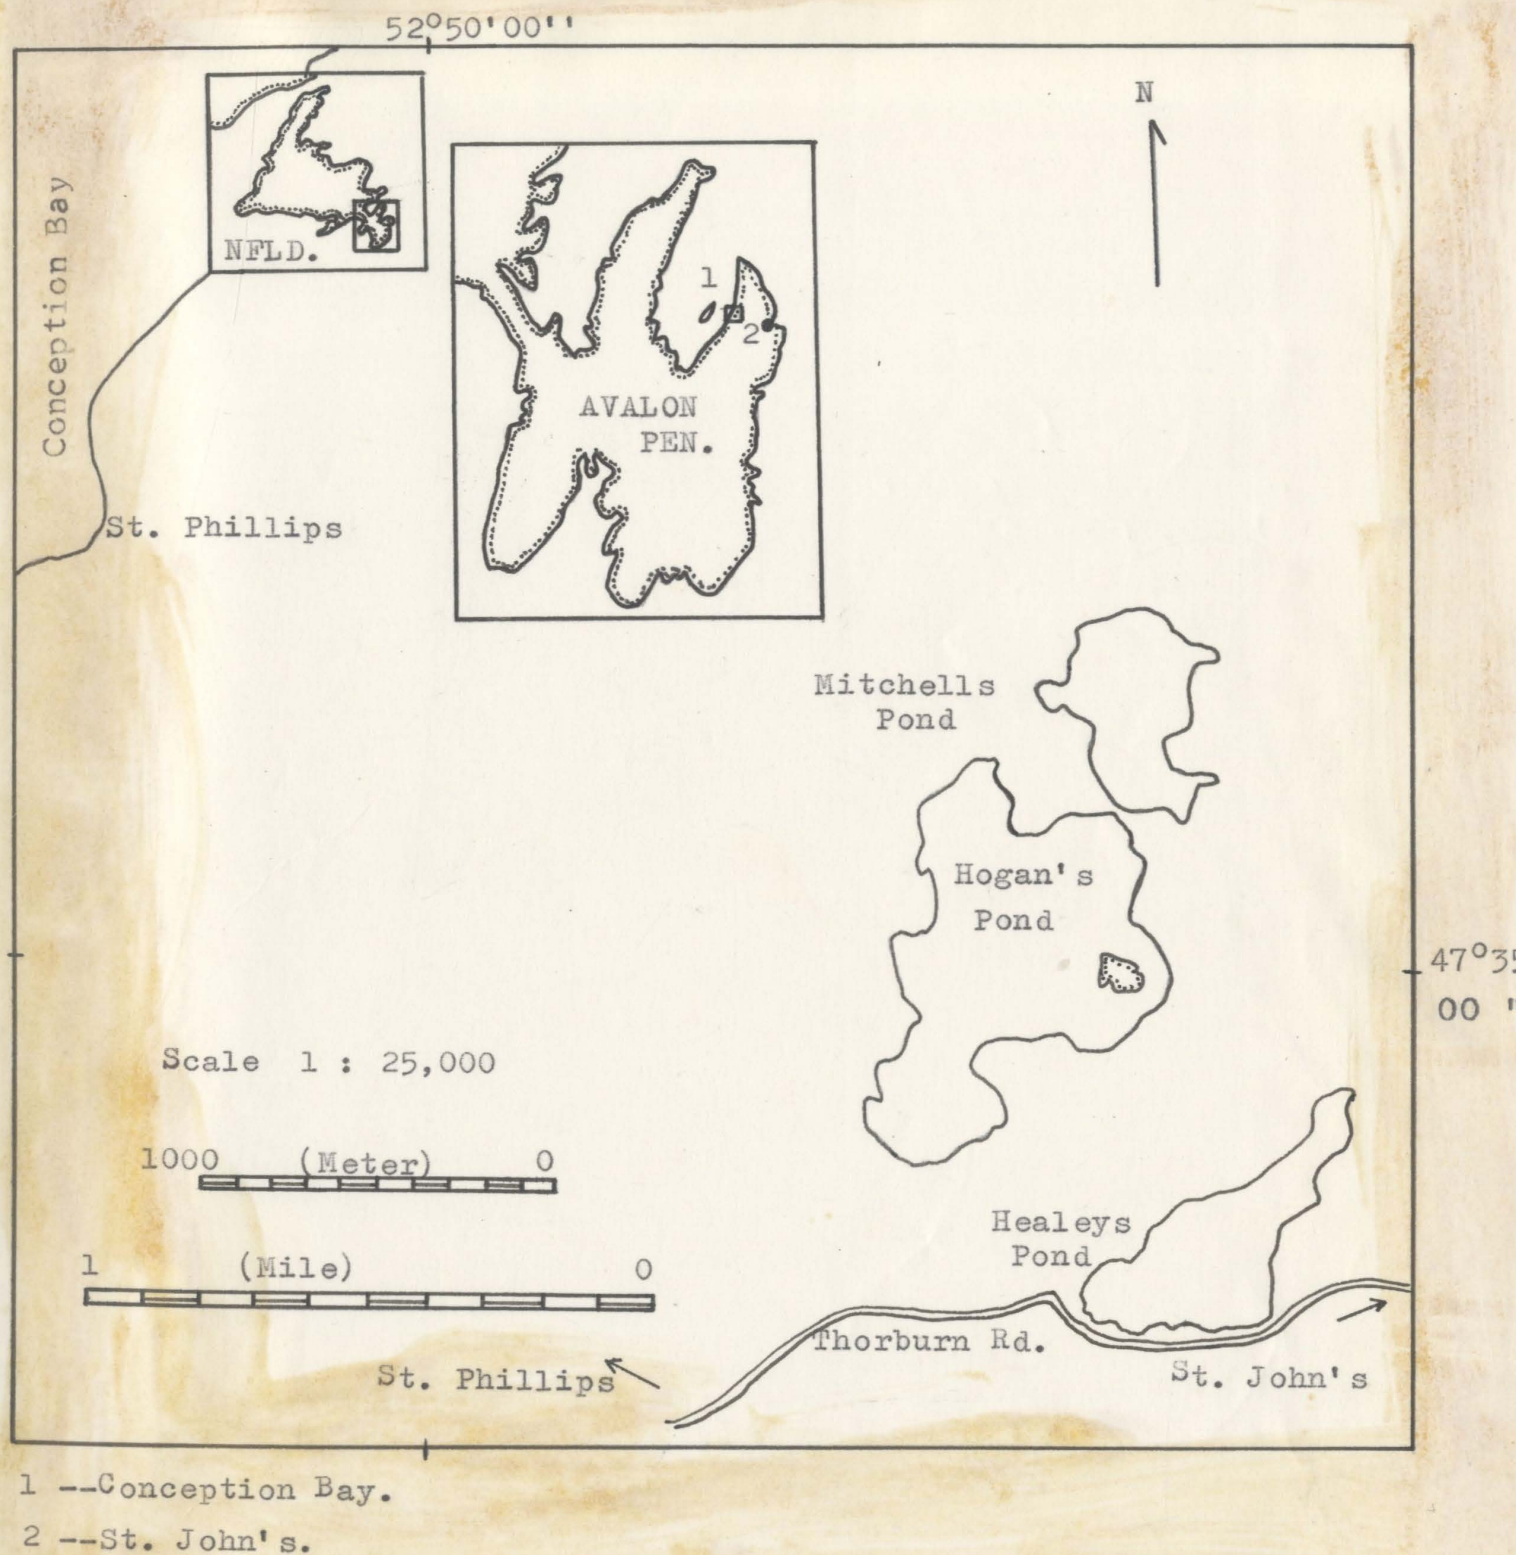 52°50'00''
N
NFLD.
Conception Bay
1
2
AVALON
PEN.
St. Phillips
Mitchells
Pond
Hogan's
Pond
47°35
00 '
Scale 1 : 25,000
1000 (Meter) 0
Healeys
Pond
1 (Mile) 0
Thorburn Rd.
St. Phillips
St. John's
1 --Conception Bay.
2 --St. John's.